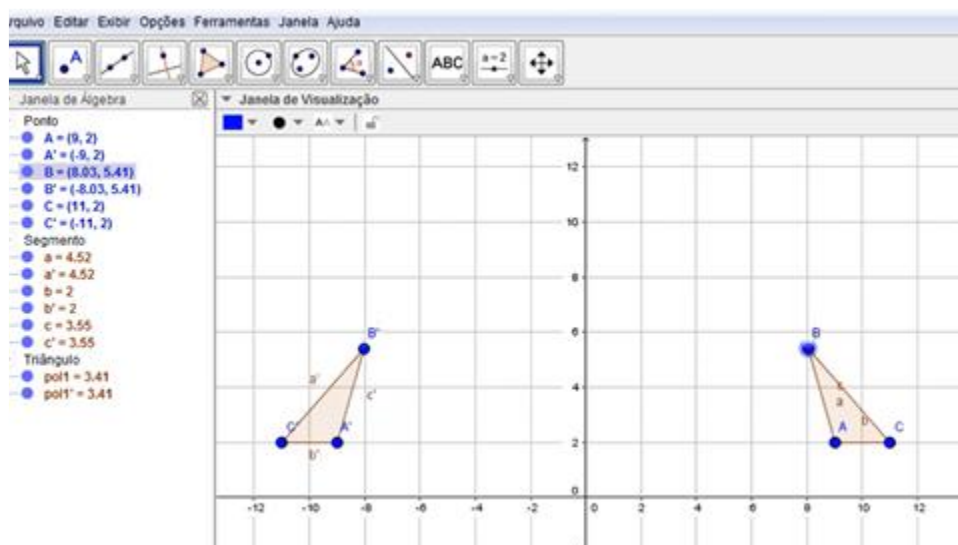 rquivo Editar Exibir Opções Ferramentas Janela Ajuda
A
ABC
a=2
Janela de Álgebra
Janela de Visualização
AA
Ponto
A = (9, 2)
A' = (-9, 2)
B = (8.03, 5.41)
B' = (-8.03, 5.41)
C = (11, 2)
C' = (-11, 2)
Segmento
a = 4.52
a' = 4.52
b = 2
b' = 2
c = 3.55
c' = 3.55
Triângulo
pol1 = 3.41
pol1' = 3.41
12
10
8
6
4
2
0
B'
a'
c'
C'
A'
b'
B
c
a
b
A
C
-12 -10 -8 -6 -4 -2 0 2 4 6 8 10 12